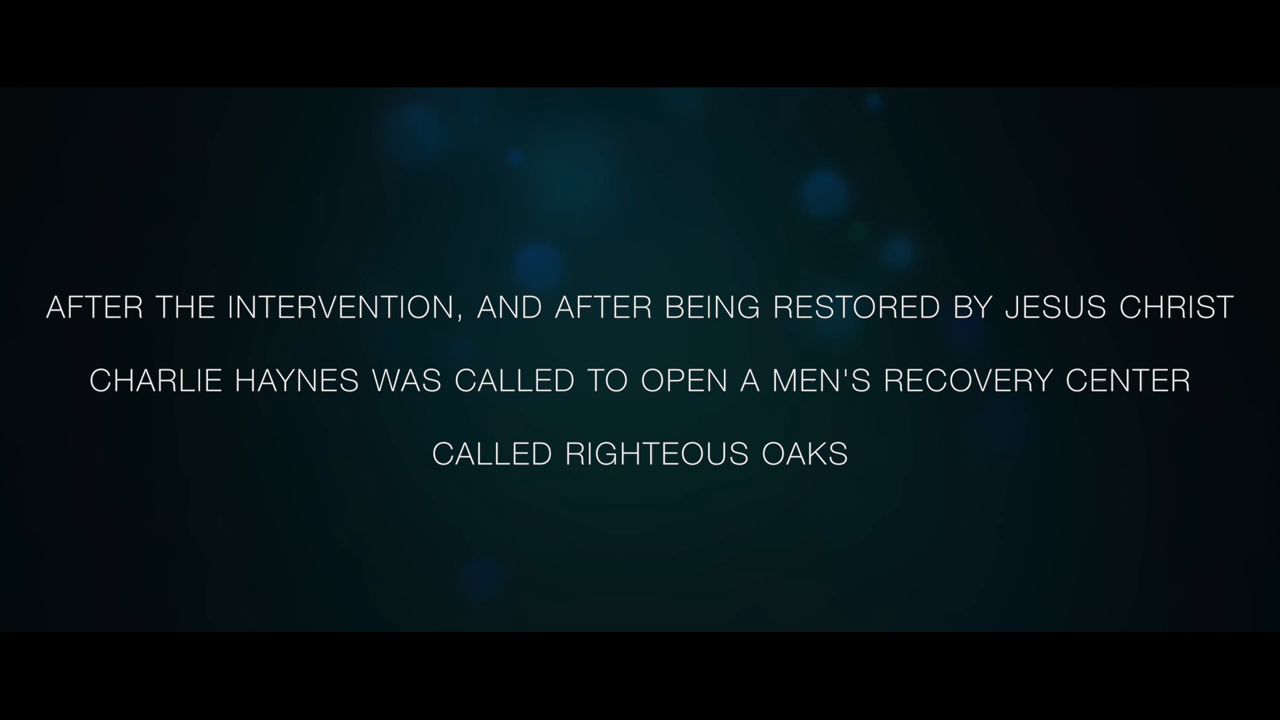 AFTER THE INTERVENTION, AND AFTER BEING RESTORED BY JESUS CHRIST
CHARLIE HAYNES WAS CALLED TO OPEN A MEN'S RECOVERY CENTER
CALLED RIGHTEOUS OAKS